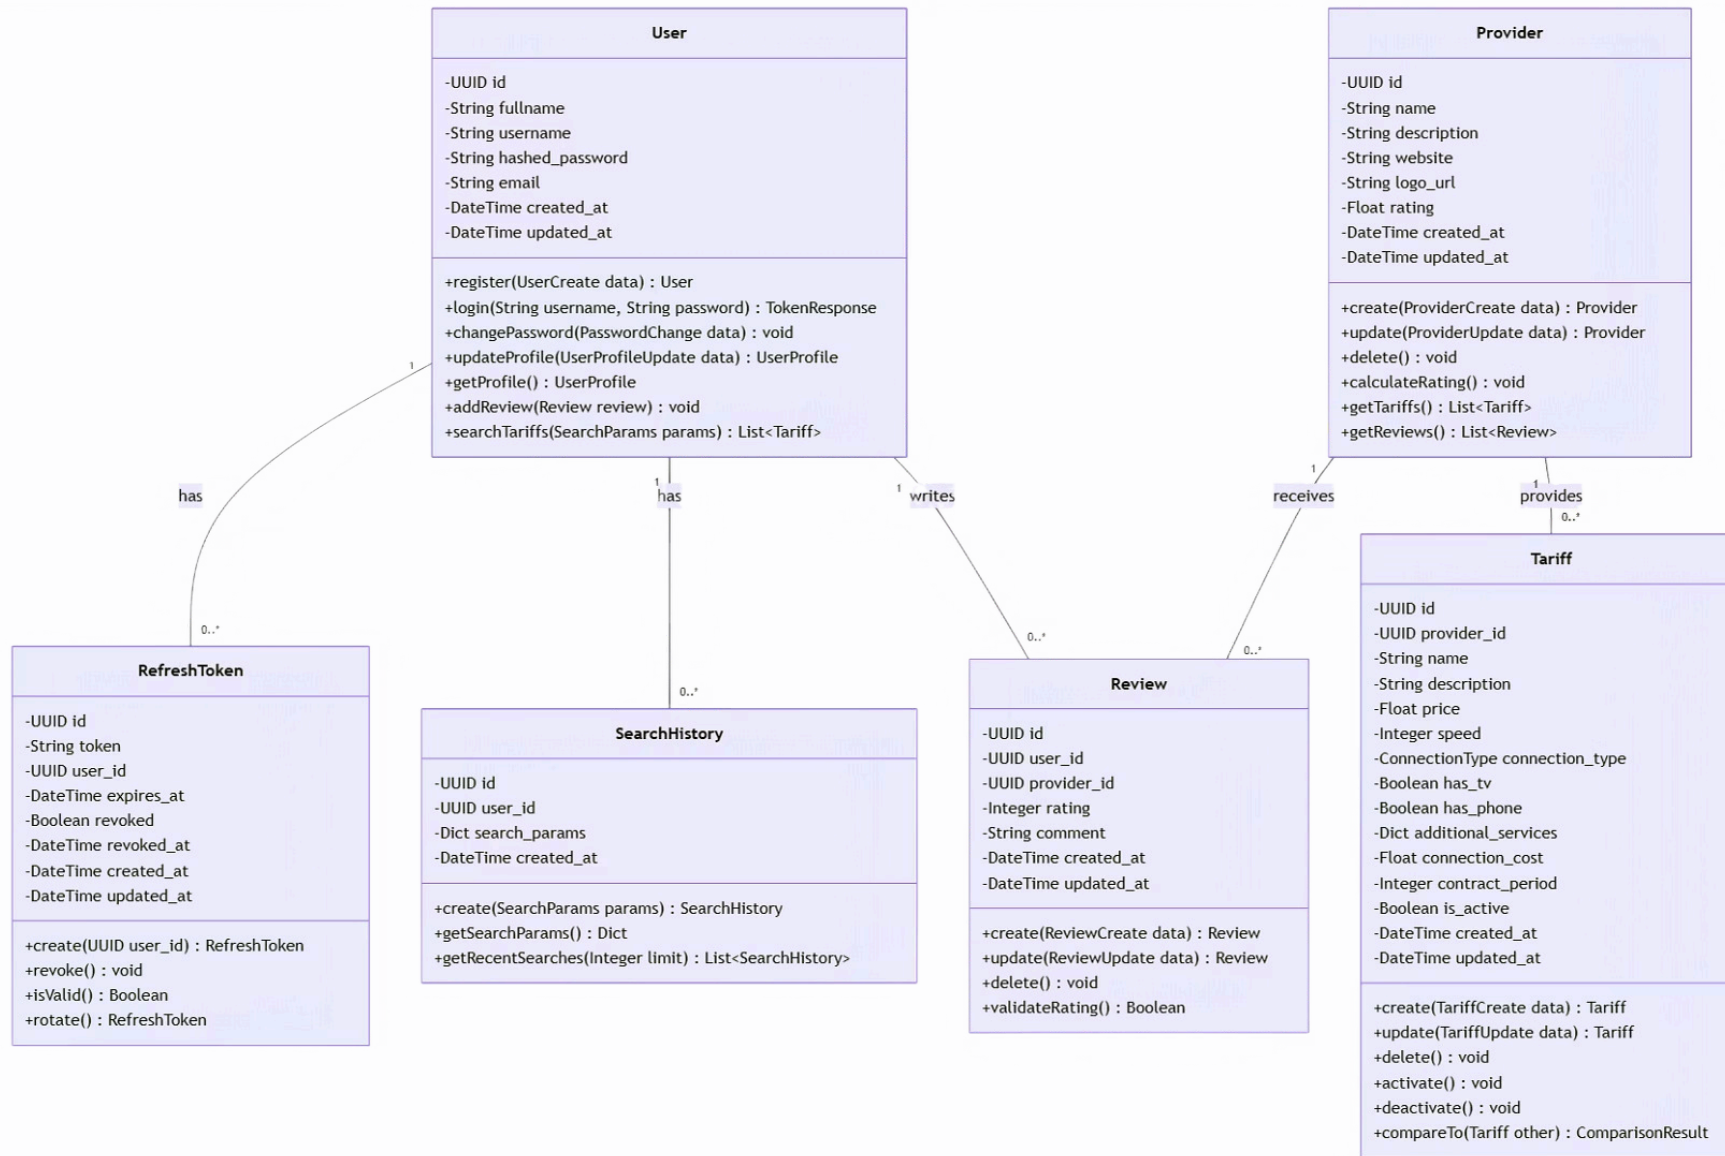 User
-UUID id
-String fullname
-String username
-String hashed_password
-String email
-DateTime created_at
-DateTime updated_at
+register(UserCreate data) : User
+login(String username, String password) : TokenResponse
+changePassword(PasswordChange data) : void
+updateProfile(UserProfileUpdate data) : UserProfile
+getProfile() : UserProfile
+addReview(Review review) : void
+searchTariffs(SearchParams params) : List<Tariff>
Provider
-UUID id
-String name
-String description
-String website
-String logo_url
-Float rating
-DateTime created_at
-DateTime updated_at
+create(ProviderCreate data) : Provider
+update(ProviderUpdate data) : Provider
+delete() : void
+calculateRating() : void
+getTariffs() : List<Tariff>
+getReviews() : List<Review>
1
has
0..*
1
has
0..*
1
writes
0..*
1
receives
0..*
1
provides
0..*
RefreshToken
-UUID id
-String token
-UUID user_id
-DateTime expires_at
-Boolean revoked
-DateTime revoked_at
-DateTime created_at
-DateTime updated_at
+create(UUID user_id) : RefreshToken
+revoke() : void
+isValid() : Boolean
+rotate() : RefreshToken
SearchHistory
-UUID id
-UUID user_id
-Dict search_params
-DateTime created_at
+create(SearchParams params) : SearchHistory
+getSearchParams() : Dict
+getRecentSearches(Integer limit) : List<SearchHistory>
Review
-UUID id
-UUID user_id
-UUID provider_id
-Integer rating
-String comment
-DateTime created_at
-DateTime updated_at
+create(ReviewCreate data) : Review
+update(ReviewUpdate data) : Review
+delete() : void
+validateRating() : Boolean
Tariff
-UUID id
-UUID provider_id
-String name
-String description
-Float price
-Integer speed
-ConnectionType connection_type
-Boolean has_tv
-Boolean has_phone
-Dict additional_services
-Float connection_cost
-Integer contract_period
-Boolean is_active
-DateTime created_at
-DateTime updated_at
+create(TariffCreate data) : Tariff
+update(TariffUpdate data) : Tariff
+delete() : void
+activate() : void
+deactivate() : void
+compareTo(Tariff other) : ComparisonResult